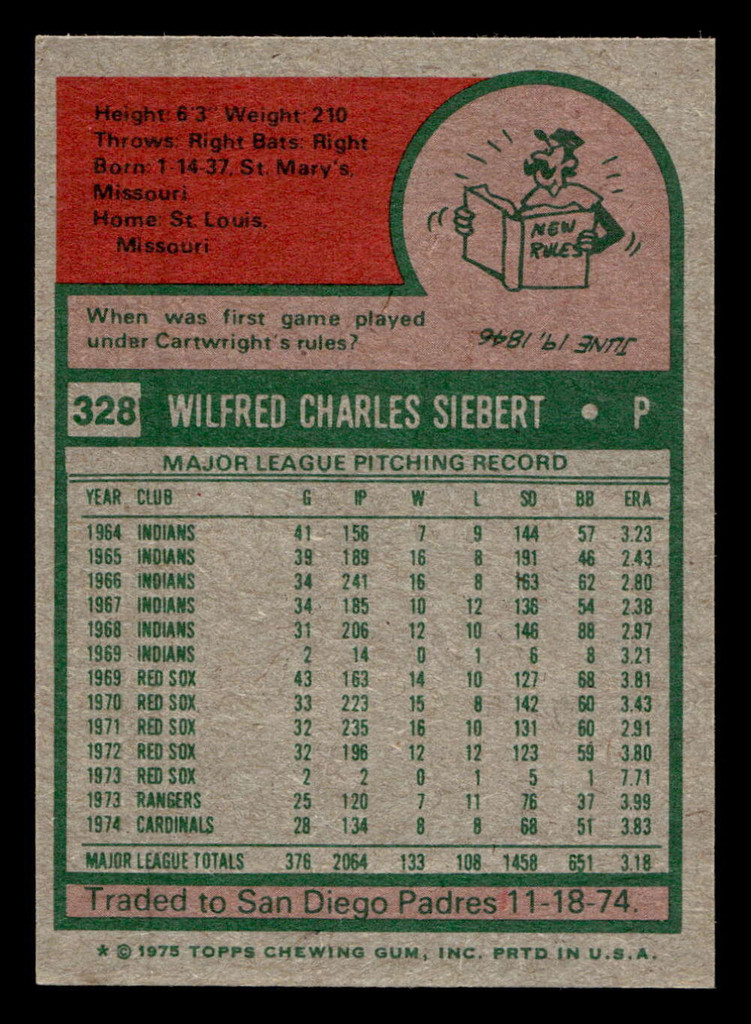 Height: 6'3" Weight: 210
Throws: Right Bats: Right
Born: 1-14-37, St. Mary's,
Missouri
Home: St. Louis,
Missouri
NEW
RULES
When was first game played
under Cartwright's rules?
JUNE 19, 1846
328 WILFRED CHARLES SIEBERT • P
MAJOR LEAGUE PITCHING RECORD
YEAR CLUB G IP W L SO BB ERA
1964 INDIANS 41 156 7 9 144 57 3.23
1965 INDIANS 39 189 16 8 191 46 2.43
1966 INDIANS 34 241 16 8 163 62 2.80
1967 INDIANS 34 185 10 12 136 54 2.38
1968 INDIANS 31 206 12 10 146 88 2.97
1969 INDIANS 2 14 0 1 6 8 3.21
1969 RED SOX 43 163 14 10 127 68 3.81
1970 RED SOX 33 223 15 8 142 60 3.43
1971 RED SOX 32 235 16 10 131 60 2.91
1972 RED SOX 32 196 12 12 123 59 3.80
1973 RED SOX 2 2 0 1 5 1 7.71
1973 RANGERS 25 120 7 11 76 37 3.99
1974 CARDINALS 28 134 8 8 68 51 3.83
MAJOR LEAGUE TOTALS 376 2064 133 108 1458 651 3.18
Traded to San Diego Padres 11-18-74.
* © 1975 TOPPS CHEWING GUM, INC. PRTD IN U.S.A.